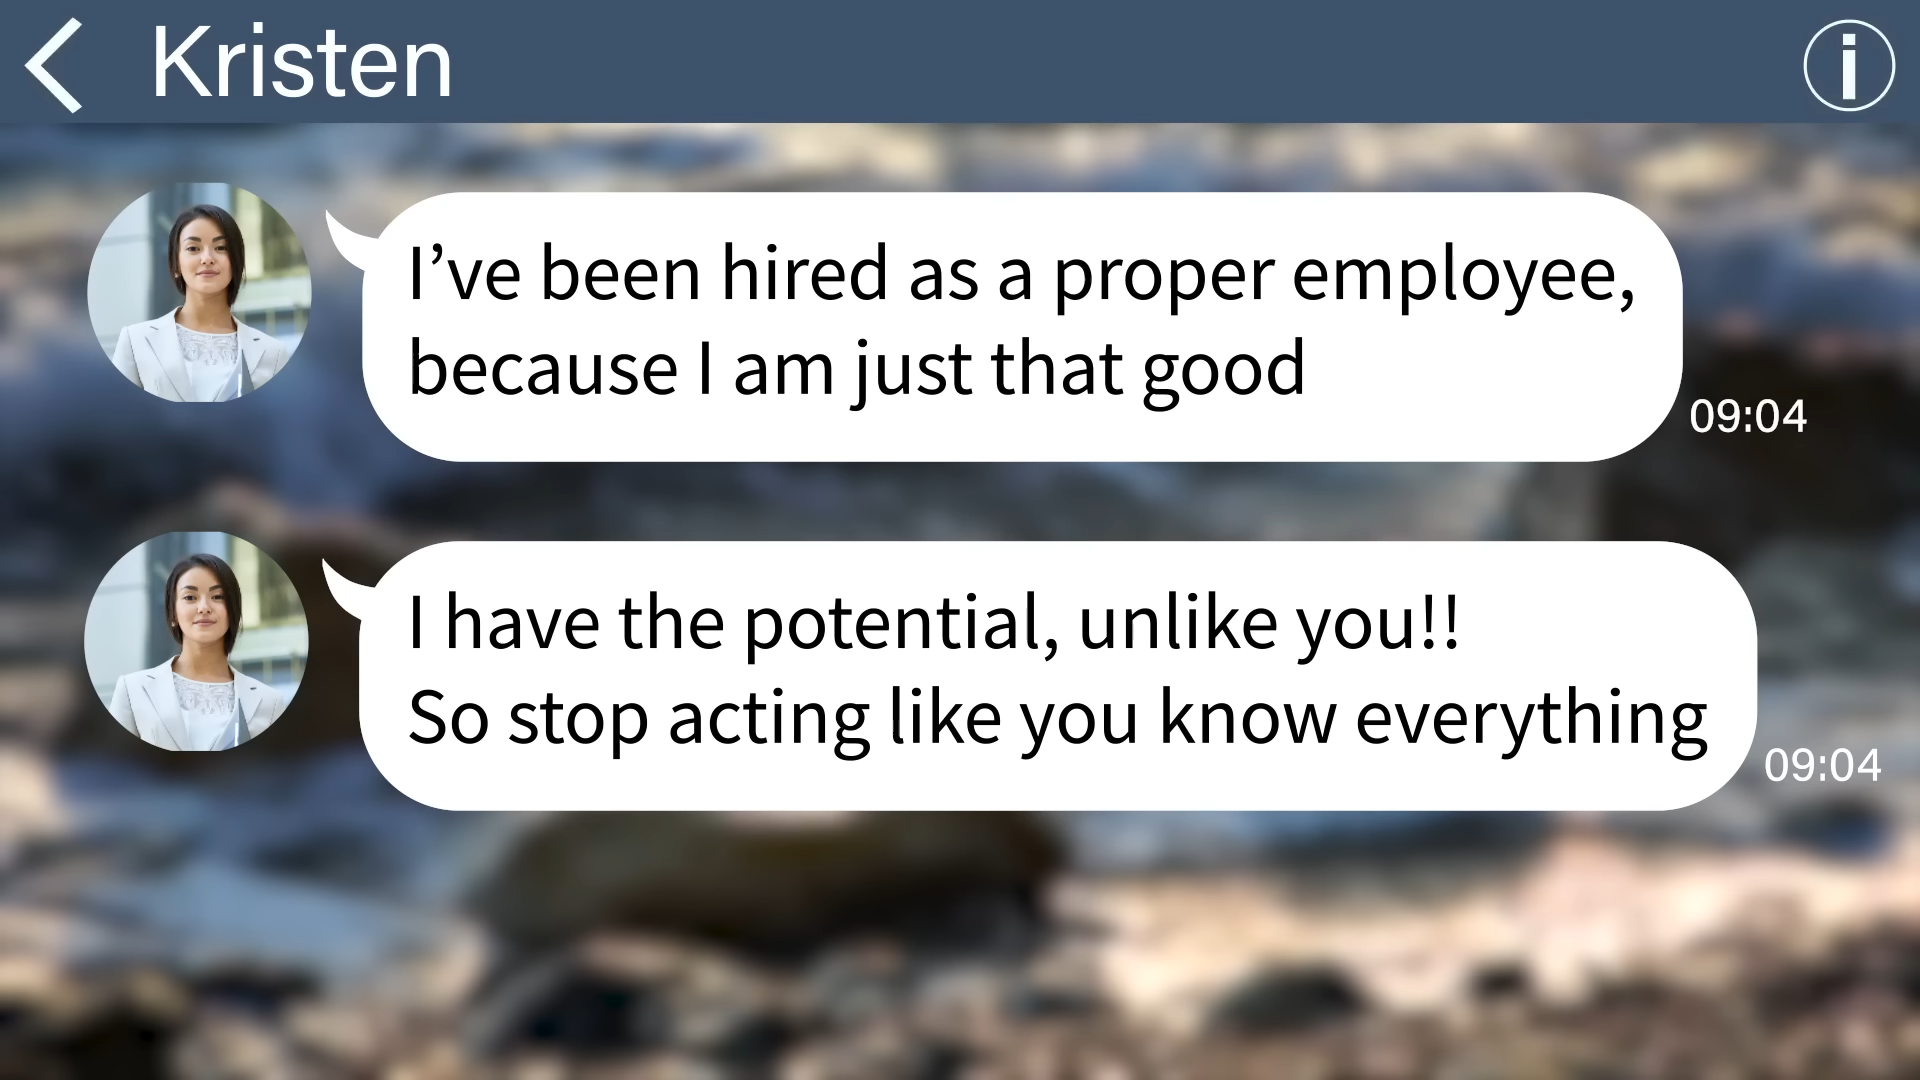 Kristen
I’ve been hired as a proper employee,
because I am just that good
09:04
I have the potential, unlike you!!
So stop acting like you know everything
09:04